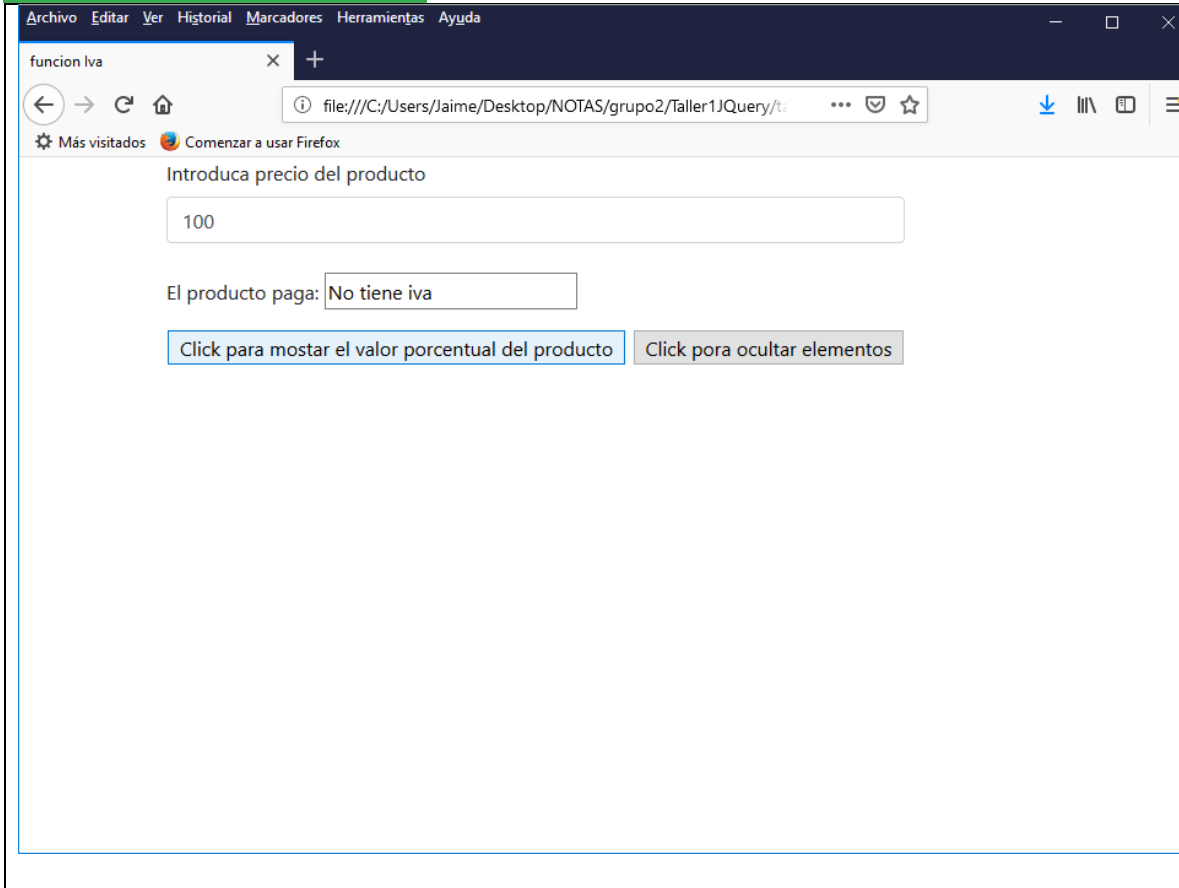 Archivo Editar Ver Historial Marcadores Herramientas Ayuda
funcion Iva
file:///C:/Users/Jaime/Desktop/NOTAS/grupo2/Taller1JQuery/ta
Más visitados Comenzar a usar Firefox
Introduca precio del producto
100
El producto paga: No tiene iva
Click para mostar el valor porcentual del producto Click pora ocultar elementos